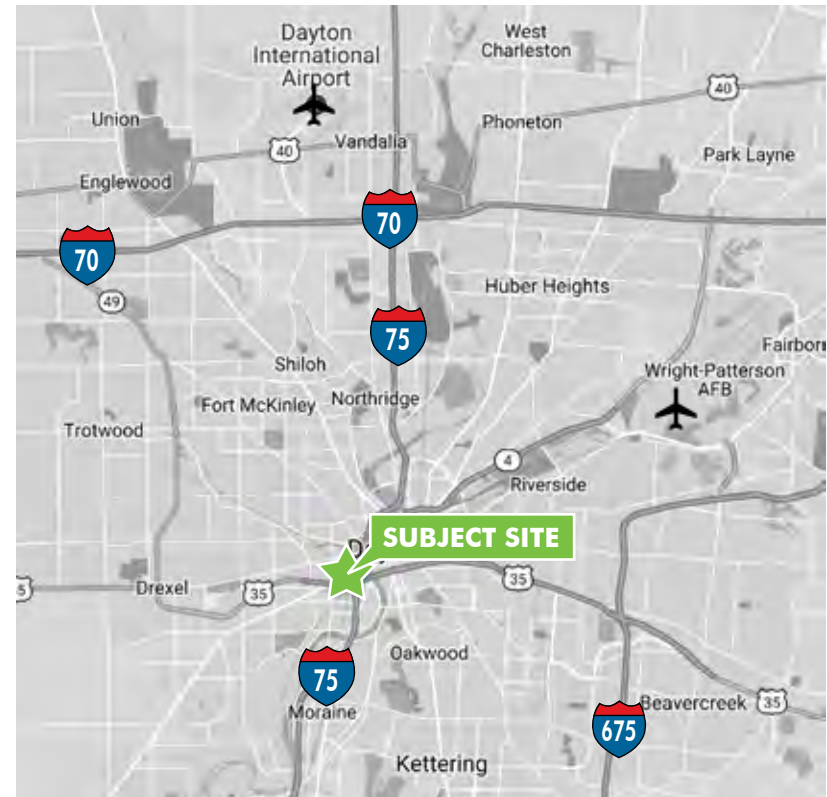 Dayton
International
Airport
West
Charleston
40
Union
Vandalia
Phoneton
40
Park Layne
Englewood
70
70
49
Huber Heights
75
Shiloh
Fairborn
Wright-Patterson
AFB
Fort McKinley
Northridge
Trotwood
4
Riverside
SUBJECT SITE
D
35
5
Drexel
35
Oakwood
75
Moraine
Beavercreek
35
675
Kettering